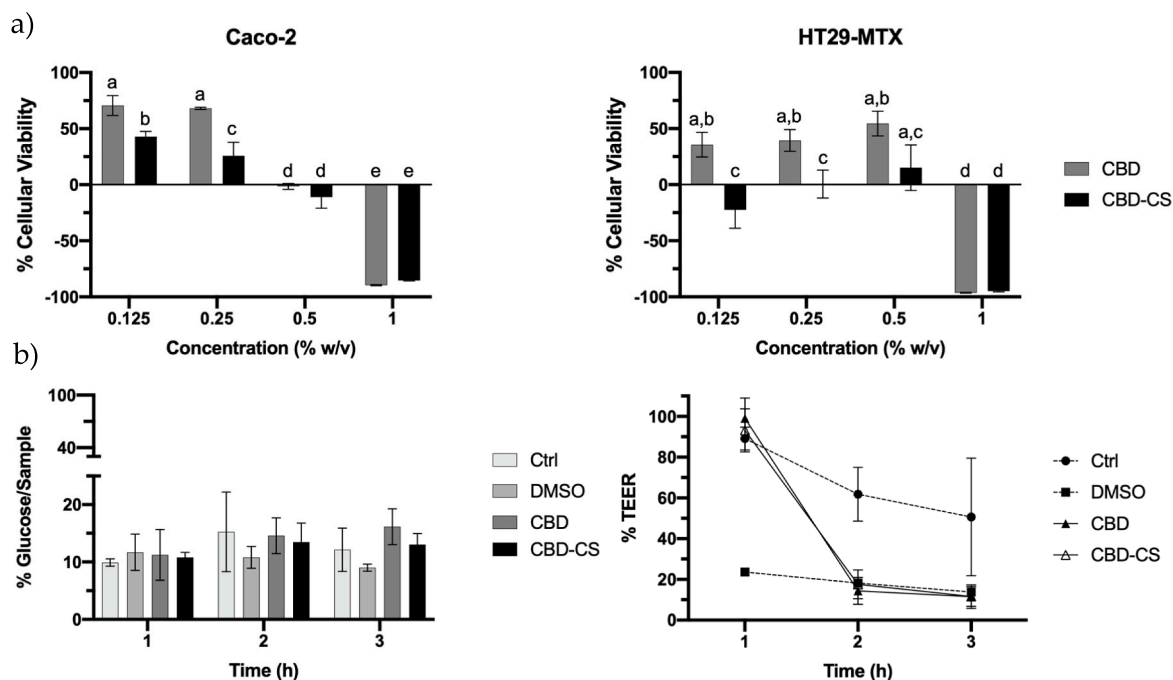 a)
Caco-2
% Cellular Viability
100
50
0
-50
-100
a
b
a
c
d
d
e
e
0.125
0.25
0.5
1
Concentration (% w/v)
HT29-MTX
% Cellular Viability
100
50
0
-50
-100
a,b
c
a,b
c
a,b
a,c
d
d
0.125
0.25
0.5
1
Concentration (% w/v)
CBD
CBD-CS
b)
% Glucose/Sample
100
40
20
10
0
1
2
3
Time (h)
Ctrl
DMSO
CBD
CBD-CS
% TEER
100
80
60
40
20
0
1
2
3
Time (h)
Ctrl
DMSO
CBD
CBD-CS